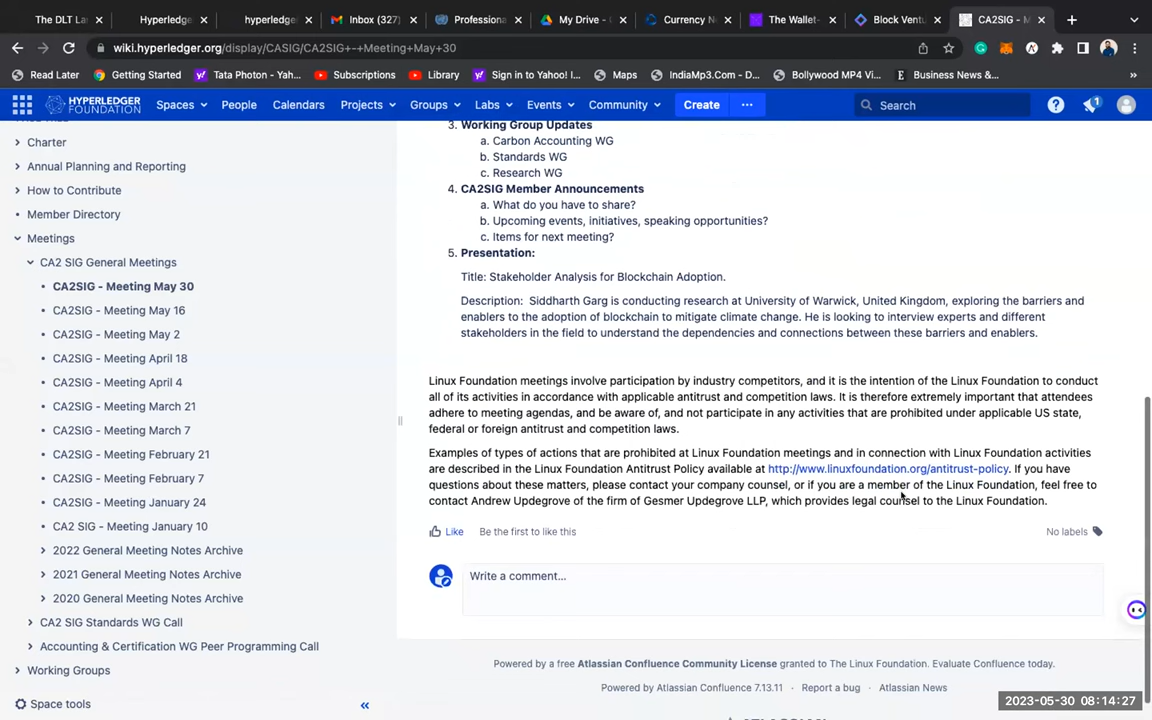 The DLT La
Hyperledge
hyperledge
Inbox (327)
Professiona
My Drive - G
Currency N
The Wallet-
Block Vent
CA2SIG - M
wiki.hyperledger.org/display/CASIG/CA2SIG+-+Meeting+May+30
Read Later
Getting Started
Tata Photon - Yah...
Subscriptions
Library
Sign in to Yahoo! I...
Maps
IndiaMp3.Com - D...
Bollywood MP4 Vi...
Business News &...
HYPERLEDGER FOUNDATION
Spaces
People
Calendars
Projects
Groups
Labs
Events
Community
Create
Search
1
Charter
Annual Planning and Reporting
How to Contribute
Member Directory
Meetings
CA2 SIG General Meetings
CA2SIG - Meeting May 30
CA2SIG - Meeting May 16
CA2SIG - Meeting May 2
CA2SIG - Meeting April 18
CA2SIG - Meeting April 4
CA2SIG - Meeting March 21
CA2SIG - Meeting March 7
CA2SIG - Meeting February 21
CA2SIG - Meeting February 7
CA2SIG - Meeting January 24
CA2 SIG - Meeting January 10
2022 General Meeting Notes Archive
2021 General Meeting Notes Archive
2020 General Meeting Notes Archive
CA2 SIG Standards WG Call
Accounting & Certification WG Peer Programming Call
Working Groups
Space tools
3. Working Group Updates
a. Carbon Accounting WG
b. Standards WG
c. Research WG
4. CA2SIG Member Announcements
a. What do you have to share?
b. Upcoming events, initiatives, speaking opportunities?
c. Items for next meeting?
5. Presentation:
Title: Stakeholder Analysis for Blockchain Adoption.
Description: Siddharth Garg is conducting research at University of Warwick, United Kingdom, exploring the barriers and
enablers to the adoption of blockchain to mitigate climate change. He is looking to interview experts and different
stakeholders in the field to understand the dependencies and connections between these barriers and enablers.
Linux Foundation meetings involve participation by industry competitors, and it is the intention of the Linux Foundation to conduct
all of its activities in accordance with applicable antitrust and competition laws. It is therefore extremely important that attendees
adhere to meeting agendas, and be aware of, and not participate in any activities that are prohibited under applicable US state,
federal or foreign antitrust and competition laws.
Examples of types of actions that are prohibited at Linux Foundation meetings and in connection with Linux Foundation activities
are described in the Linux Foundation Antitrust Policy available at http://www.linuxfoundation.org/antitrust-policy. If you have
questions about these matters, please contact your company counsel, or if you are a member of the Linux Foundation, feel free to
contact Andrew Updegrove of the firm of Gesmer Updegrove LLP, which provides legal counsel to the Linux Foundation.
Like
Be the first to like this
No labels
Write a comment...
Powered by a free Atlassian Confluence Community License granted to The Linux Foundation. Evaluate Confluence today.
Powered by Atlassian Confluence 7.13.11 · Report a bug · Atlassian News
2023-05-30 08:14:27